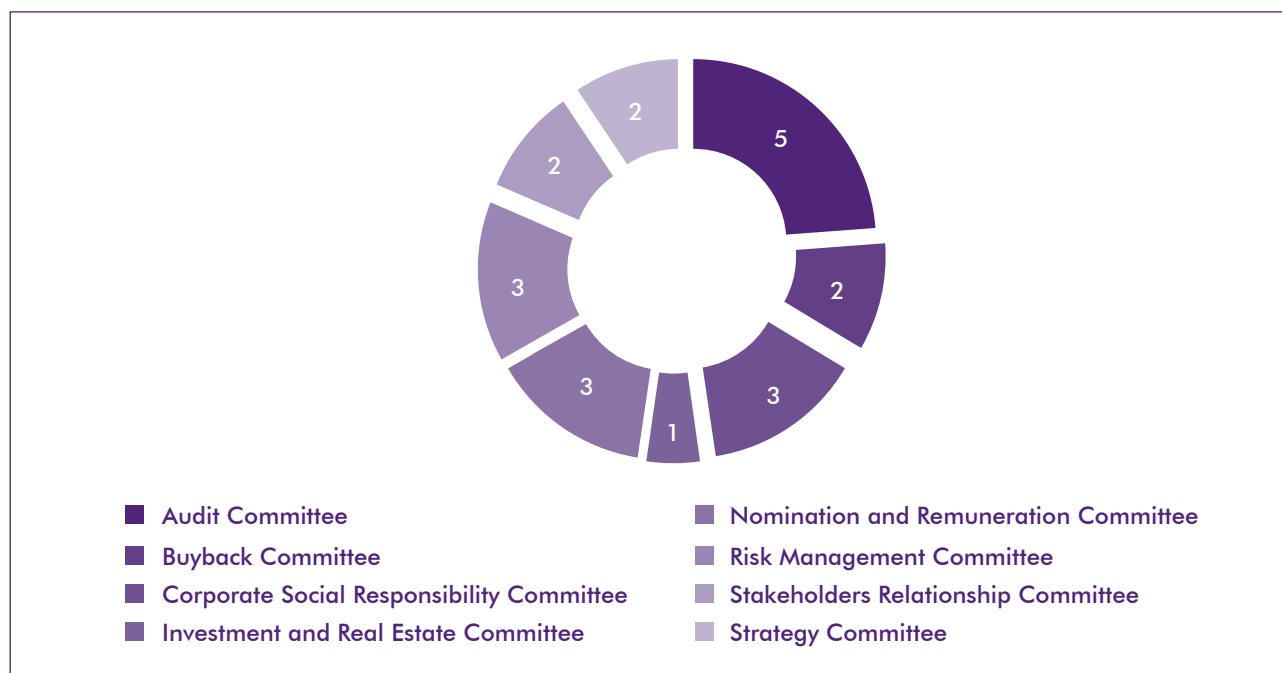 2
5
2
2
3
3
3
1
Audit Committee
Buyback Committee
Corporate Social Responsibility Committee
Investment and Real Estate Committee
Nomination and Remuneration Committee
Risk Management Committee
Stakeholders Relationship Committee
Strategy Committee